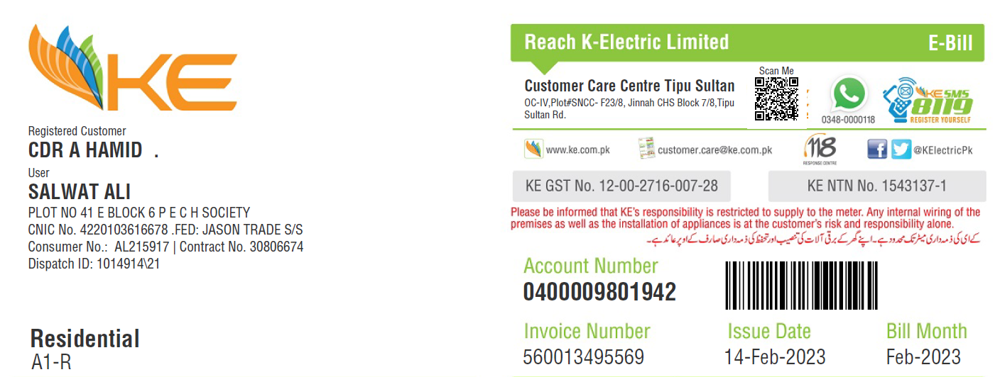 KE
Registered Customer
CDR A HAMID .
User
SALWAT ALI
PLOT NO 41 E BLOCK 6 P E C H SOCIETY
CNIC No. 4220103616678 .FED: JASON TRADE S/S
Consumer No.: AL215917 | Contract No. 30806674
Dispatch ID: 1014914\21
Residential
A1-R
Reach K-Electric Limited E-Bill
Customer Care Centre Tipu Sultan
OC-IV,Plot#SNCC- F23/8, Jinnah CHS Block 7/8,Tipu
Sultan Rd.
Scan Me
0348-0000118
KE SMS
8119
REGISTER YOURSELF
www.ke.com.pk
customer.care@ke.com.pk
118
RESPONSE CENTRE
@KElectricPk
KE GST No. 12-00-2716-007-28
KE NTN No. 1543137-1
Please be informed that KE's responsibility is restricted to supply to the meter. Any internal wiring of the
premises as well as the installation of appliances is at the customer's risk and responsibility alone.
کے ای کی ذمہ داری میٹر تک محدود ہے۔ اپنے گھر کے برقی آلات کی تنصیب اور تحفظ کی ذمہ داری صارف کے اوپر عائد ہے۔
Account Number
0400009801942
Invoice Number Issue Date Bill Month
560013495569 14-Feb-2023 Feb-2023